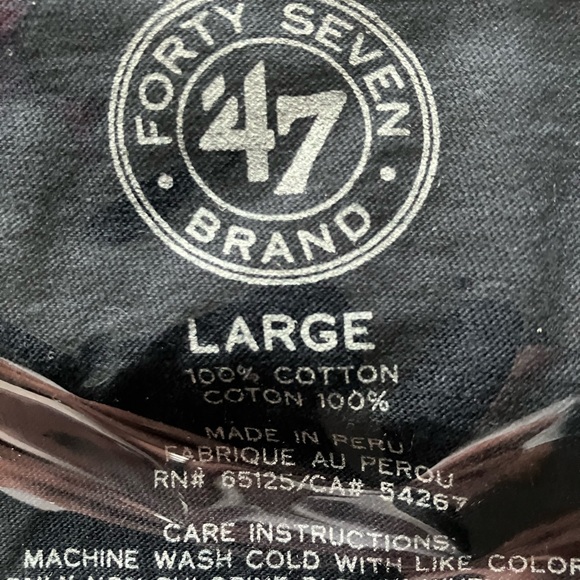 FORTY SEVEN
'47
BRAND
LARGE
100% COTTON
COTON 100%
MADE IN PERU
FABRIQUE AU PEROU
RN# 65125/CA# 54267
CARE INSTRUCTIONS:
MACHINE WASH COLD WITH LIKE COLOR